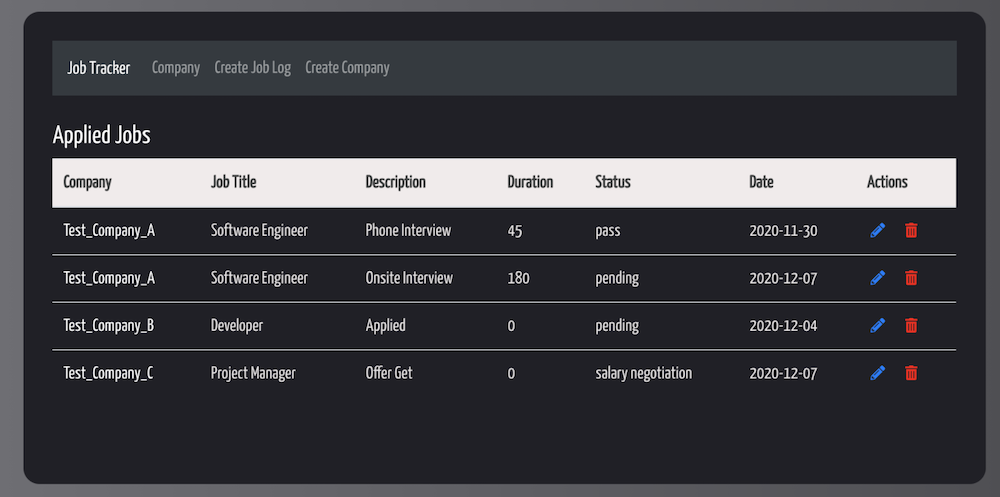 Job Tracker Company Create Job Log Create Company
Applied Jobs
Company Job Title Description Duration Status Date Actions
Test_Company_A Software Engineer Phone Interview 45 pass 2020-11-30
Test_Company_A Software Engineer Onsite Interview 180 pending 2020-12-07
Test_Company_B Developer Applied 0 pending 2020-12-04
Test_Company_C Project Manager Offer Get 0 salary negotiation 2020-12-07